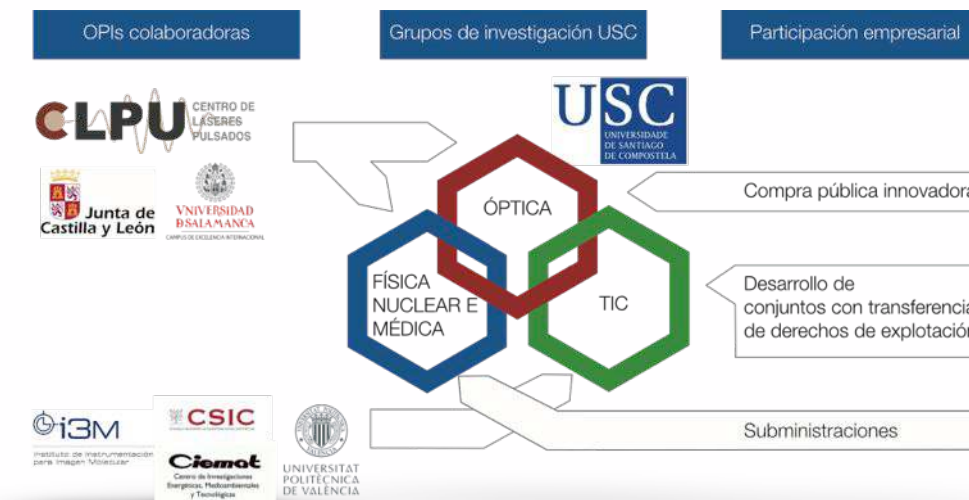 OPIs colaboradoras
Grupos de investigación USC
Participación empresarial
CLPU
CENTRO DE
LÁSERES
PULSADOS
USC
UNIVERSIDADE
DE SANTIAGO
DE COMPOSTELA
Junta de
Castilla y León
VNIVERSIDAD
D SALAMANCA
CAMPUS DE EXCELENCIA INTERNACIONAL
ÓPTICA
Compra pública innovadora
FÍSICA
NUCLEAR E
MÉDICA
TIC
Desarrollo de
conjuntos con transferencia
de derechos de explotación
i3M
Instituto de Instrumentación
para Imagen Molecular
CSIC
Ciemat
Centro de Investigaciones
Energéticas, Medioambientales
y Tecnológicas
UNIVERSITAT
POLITÈCNICA
DE VALÈNCIA
Subministraciones